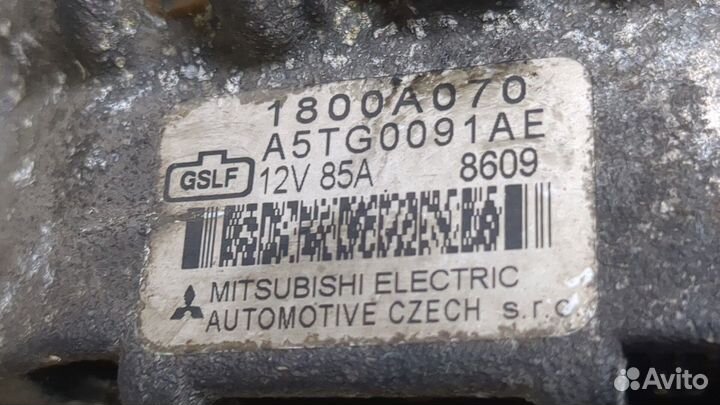 1800A070
A5TG0091AE
GSLF 12V 85A 8609
MITSUBISHI ELECTRIC
AUTOMOTIVE CZECH s.r.o.
Avito